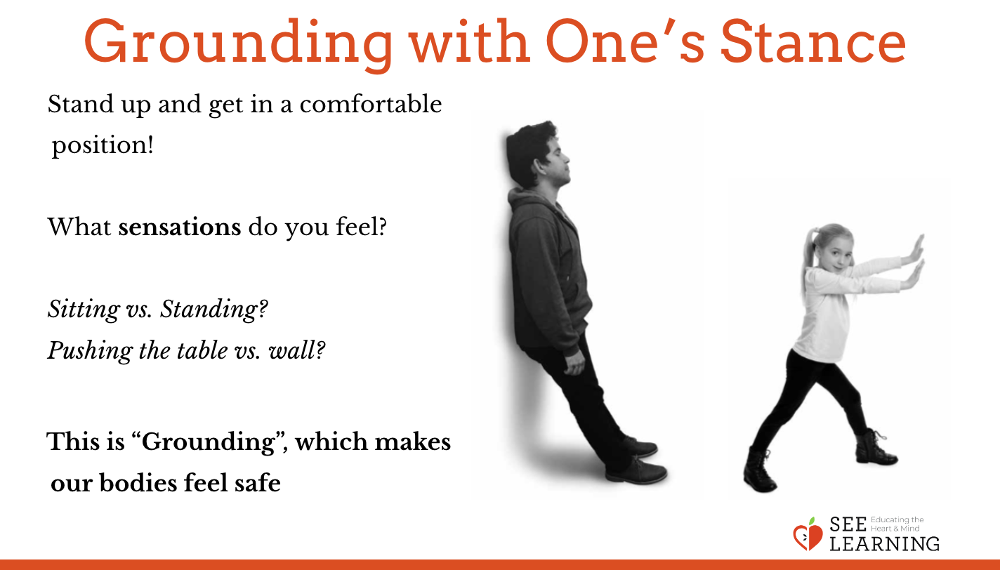 Grounding with One's Stance
Stand up and get in a comfortable
position!
What sensations do you feel?
Sitting vs. Standing?
Pushing the table vs. wall?
This is “Grounding”, which makes
our bodies feel safe
SEE Educating the
Heart & Mind
LEARNING